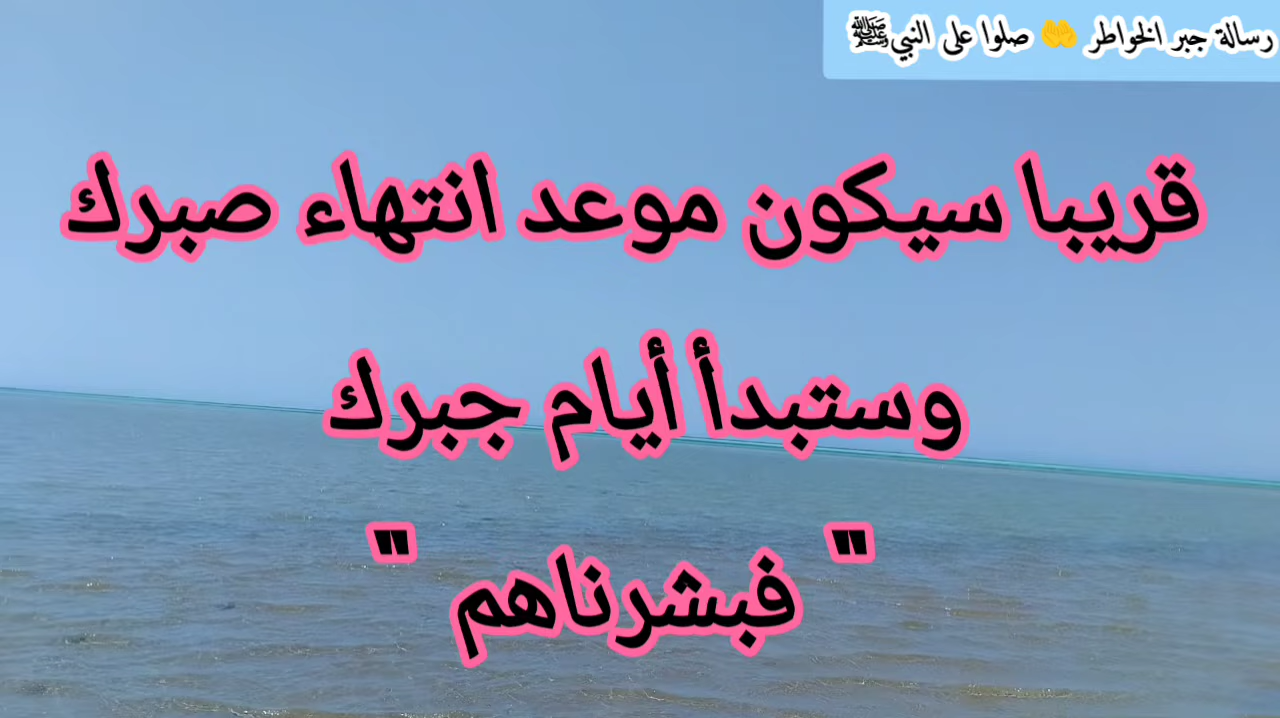 رسالة جبر الخواطر 🤲 صلوا على النبي ﷺ
قريبا سيكون موعد انتهاء صبرك
وستبدأ أيام جبرك
" فبشرناهم "